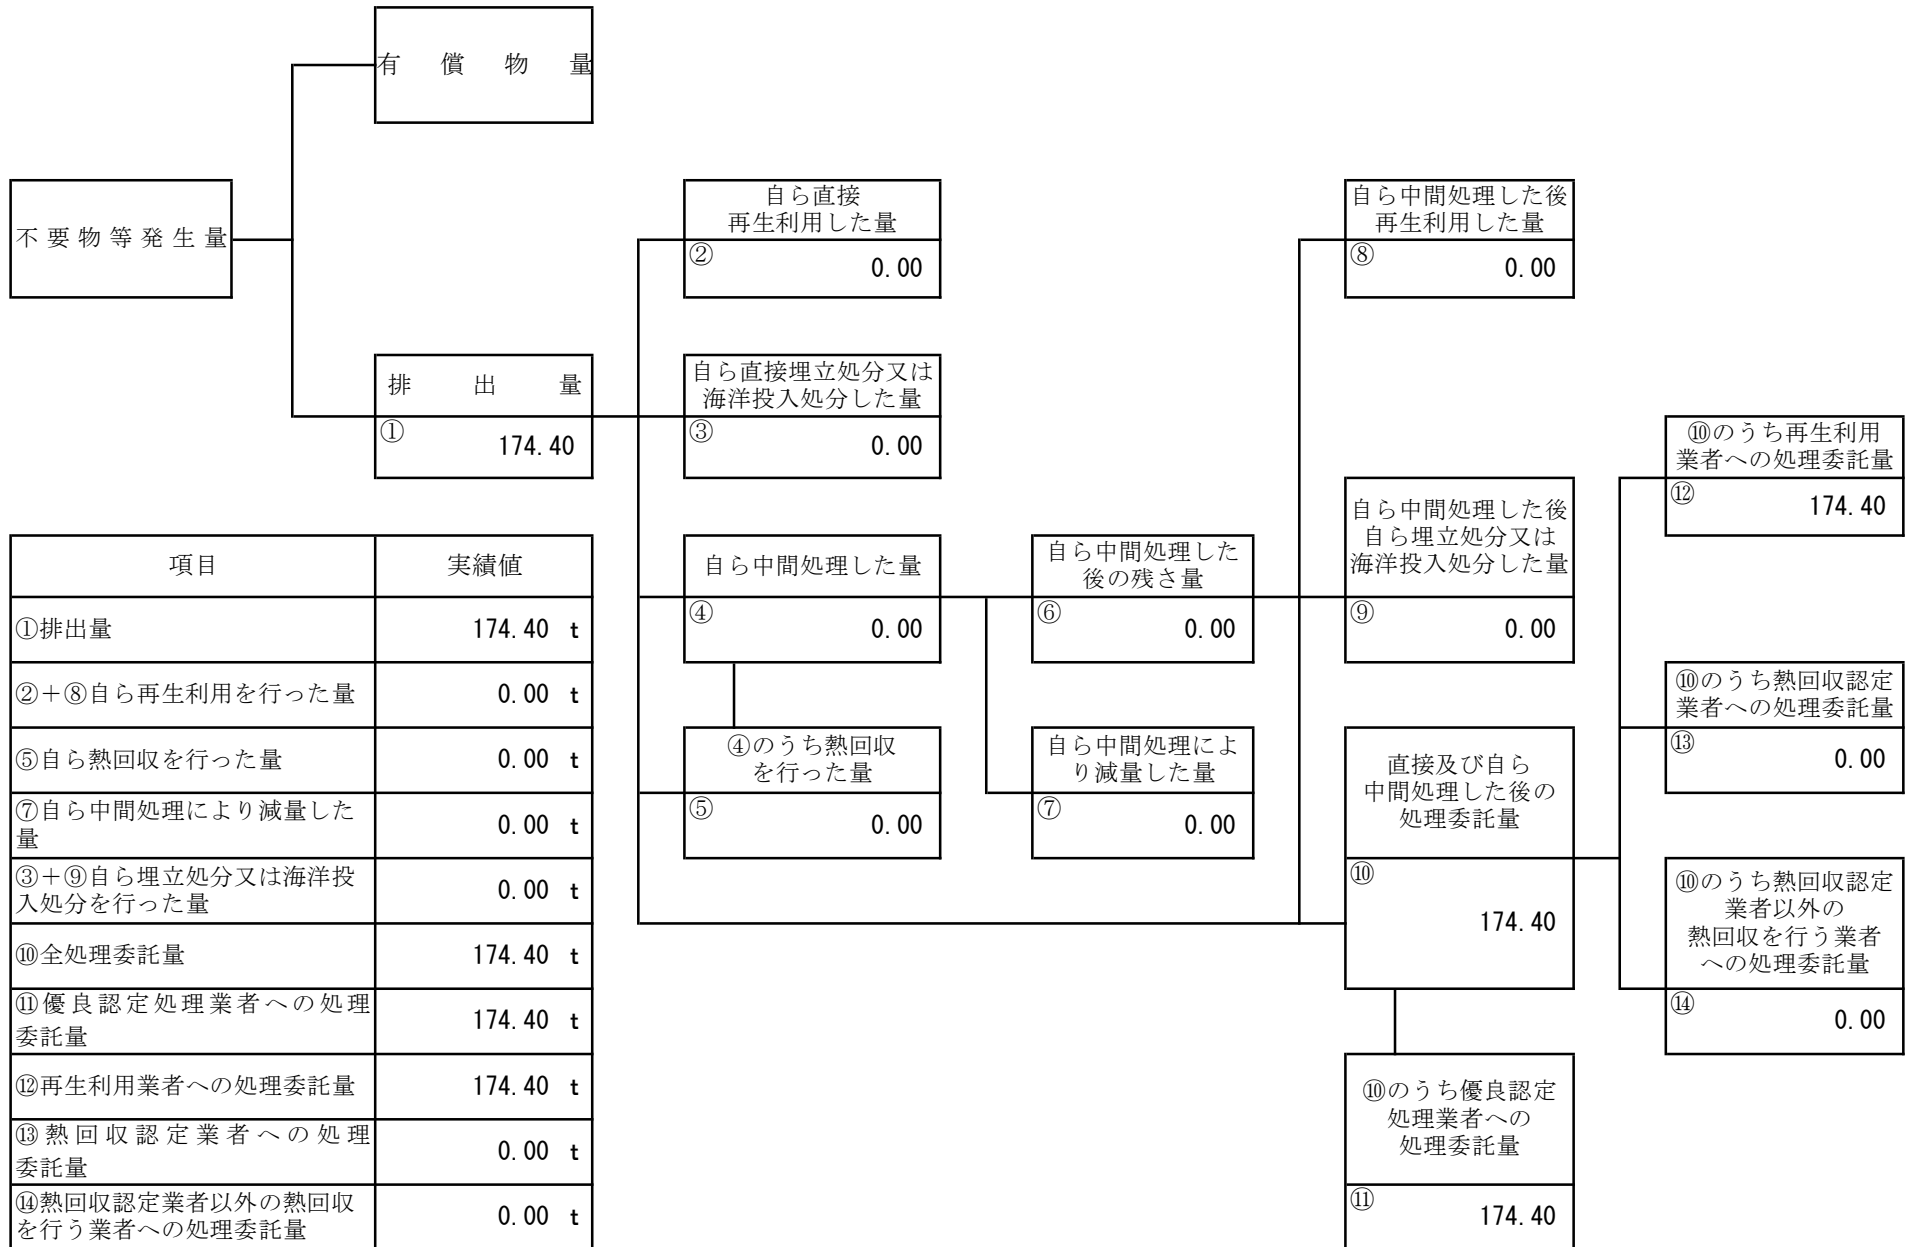 有償物量
不要物等発生量
自ら直接
再生利用した量
②
0.00
自ら中間処理した後
再生利用した量
⑧
0.00
排出量
①
174.40
自ら直接埋立処分又は
海洋投入処分した量
③
0.00
⑩のうち再生利用
業者への処理委託量
⑫
174.40
自ら中間処理した後
自ら埋立処分又は
海洋投入処分した量
⑨
0.00
自ら中間処理した量
④
0.00
自ら中間処理した
後の残さ量
⑥
0.00
④のうち熱回収
を行った量
⑤
0.00
自ら中間処理によ
り減量した量
⑦
0.00
直接及び自ら
中間処理した後の
処理委託量
⑩
174.40
⑩のうち熱回収認定
業者への処理委託量
⑬
0.00
⑩のうち熱回収認定
業者以外の
熱回収を行う業者
への処理委託量
⑭
0.00
⑩のうち優良認定
処理業者への
処理委託量
⑪
174.40
項目 実績値
①排出量 174.40 t
②+⑧自ら再生利用を行った量 0.00 t
⑤自ら熱回収を行った量 0.00 t
⑦自ら中間処理により減量した
量 0.00 t
③+⑨自ら埋立処分又は海洋投
入処分を行った量 0.00 t
⑩全処理委託量 174.40 t
⑪優良認定処理業者への処理
委託量 174.40 t
⑫再生利用業者への処理委託量 174.40 t
⑬熱回収認定業者への処理
委託量 0.00 t
⑭熱回収認定業者以外の熱回収
を行う業者への処理委託量 0.00 t